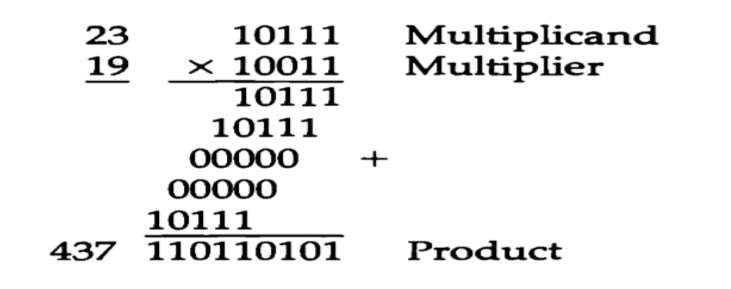 23 10111 Multiplicand
19 × 10011 Multiplier
10111
10111
00000 +
00000
10111
437 110110101 Product